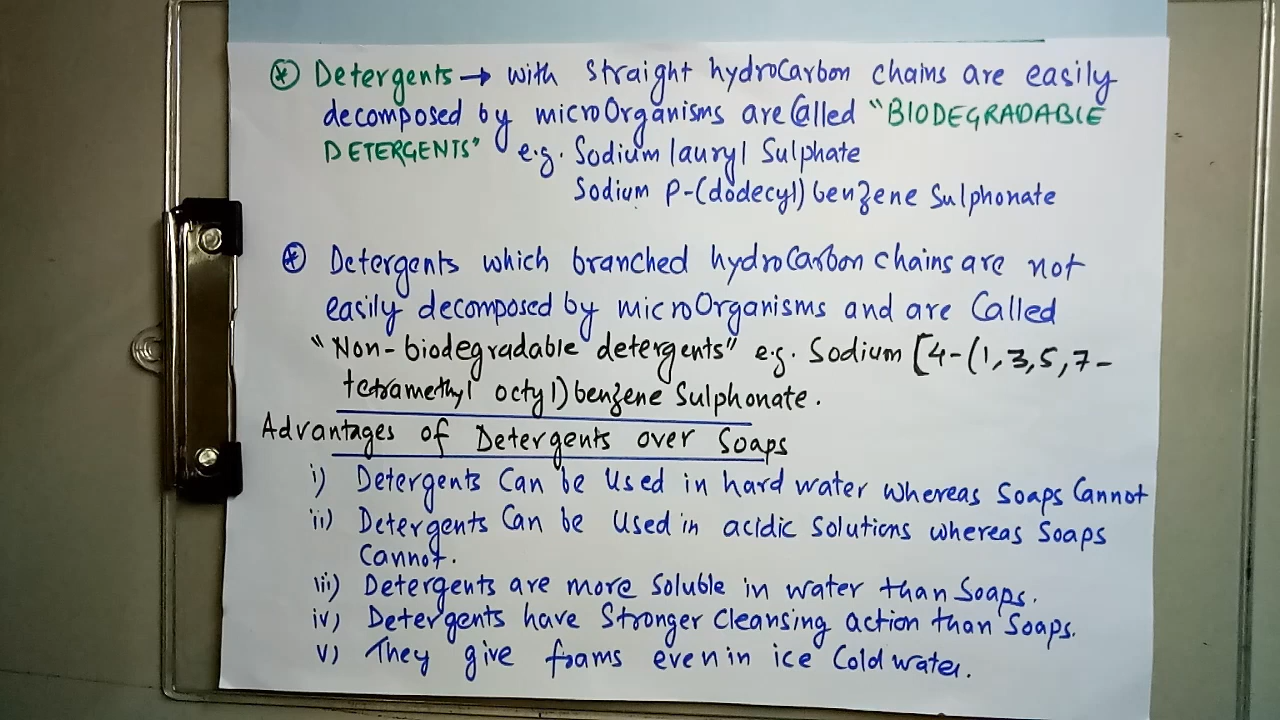 * Detergents → with straight hydrocarbon chains are easily
decomposed by microorganisms are Called "BIODEGRADABLE
DETERGENTS" e.g. Sodium lauryl Sulphate
Sodium P-(dodecyl) benzene Sulphonate
* Detergents which branched hydrocarbon chains are not
easily decomposed by microorganisms and are Called
"Non-biodegradable detergents" e.g. Sodium [4-(1,3,5,7-
tetramethyl octyl) benzene Sulphonate.
Advantages of Detergents over Soaps
i) Detergents Can be Used in hard water whereas Soaps Cannot
ii) Detergents Can be Used in acidic Solutions whereas Soaps
Cannot.
iii) Detergents are more Soluble in water than Soaps.
iv) Detergents have Stronger Cleansing action than Soaps.
v) They give foams even in ice Cold water.